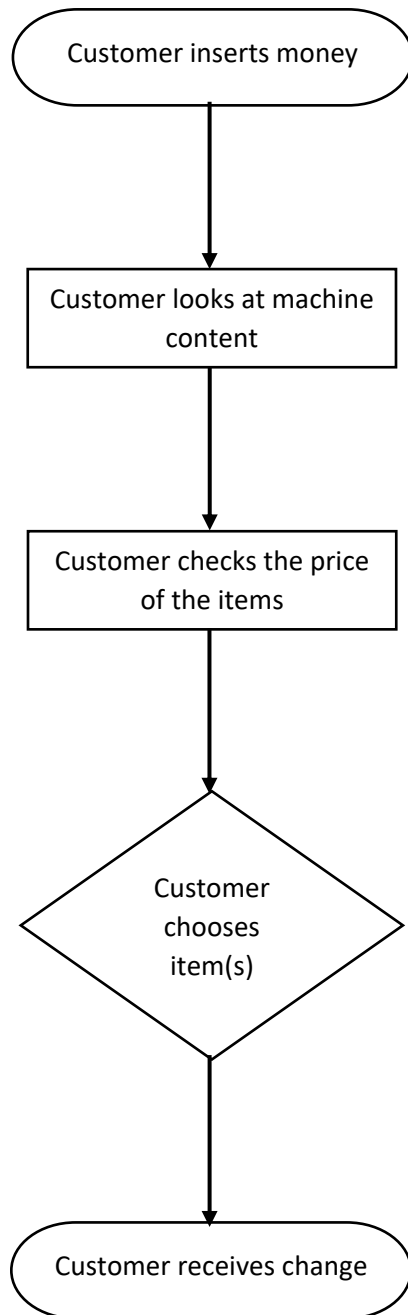 Customer inserts money
Customer looks at machine
content
Customer checks the price
of the items
Customer
chooses
item(s)
Customer receives change